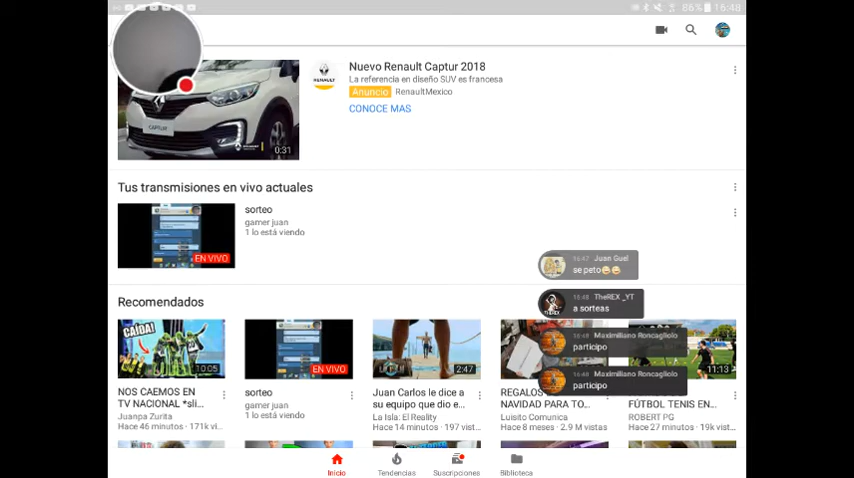 86% 16:48
Nuevo Renault Captur 2018
La referencia en diseño SUV es francesa
Anuncio RenaultMexico
CONOCE MAS
RENAULT
CAPTUR
0:31
Tus transmisiones en vivo actuales
sorteo
gamer juan
1 lo está viendo
EN VIVO
16:47 Juan Guel
se peto
16:48 TheREX _YT
a sorteas
16:48 Maximiliano Roncagliolo
participo
16:48 Maximiliano Roncagliolo
participo
Recomendados
¡CAÍDA!
10:05
NOS CAEMOS EN
TV NACIONAL *sli...
Juanpa Zurita
Hace 46 minutos · 171k vi...
EN VIVO
sorteo
gamer juan
1 lo está viendo
2:47
Juan Carlos le dice a
su equipo que dio e...
La Isla: El Reality
Hace 14 minutos · 197 vist...
REGALOS
NAVIDAD PARA TO...
Luisito Comunica
Hace 8 meses · 2.9 M vistas
11:13
FÚTBOL TENIS EN...
ROBERT PG
Hace 27 minutos · 19k vist...
Inicio
Tendencias
Suscripciones
Biblioteca